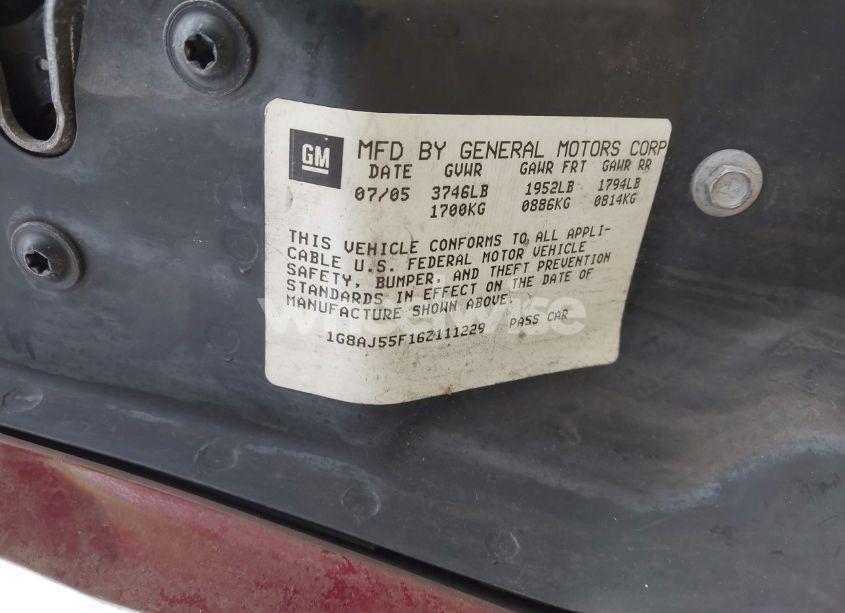 GM
MFD BY GENERAL MOTORS CORP
DATE GVWR GAWR FRT GAWR RR
07/05 3746LB 1952LB 1794LB
1700KG 0886KG 0814KG
THIS VEHICLE CONFORMS TO ALL APPLI-
CABLE U.S. FEDERAL MOTOR VEHICLE
SAFETY, BUMPER, AND THEFT PREVENTION
STANDARDS IN EFFECT ON THE DATE OF
MANUFACTURE SHOWN ABOVE.
wheelwise
1G8AJ55F16Z111229 PASS CAR